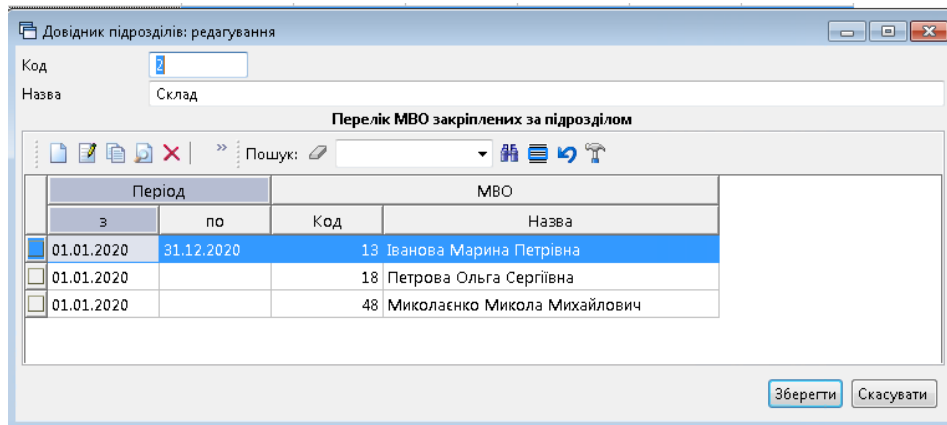 Довідник підрозділів: редагування
Код 2
Назва Склад
Перелік МВО закріплених за підрозділом
Пошук:
Період МВО
з по Код Назва
01.01.2020 31.12.2020 13 Іванова Марина Петрівна
01.01.2020 18 Петрова Ольга Сергіївна
01.01.2020 48 Миколаєнко Микола Михайлович
Зберегти Скасувати